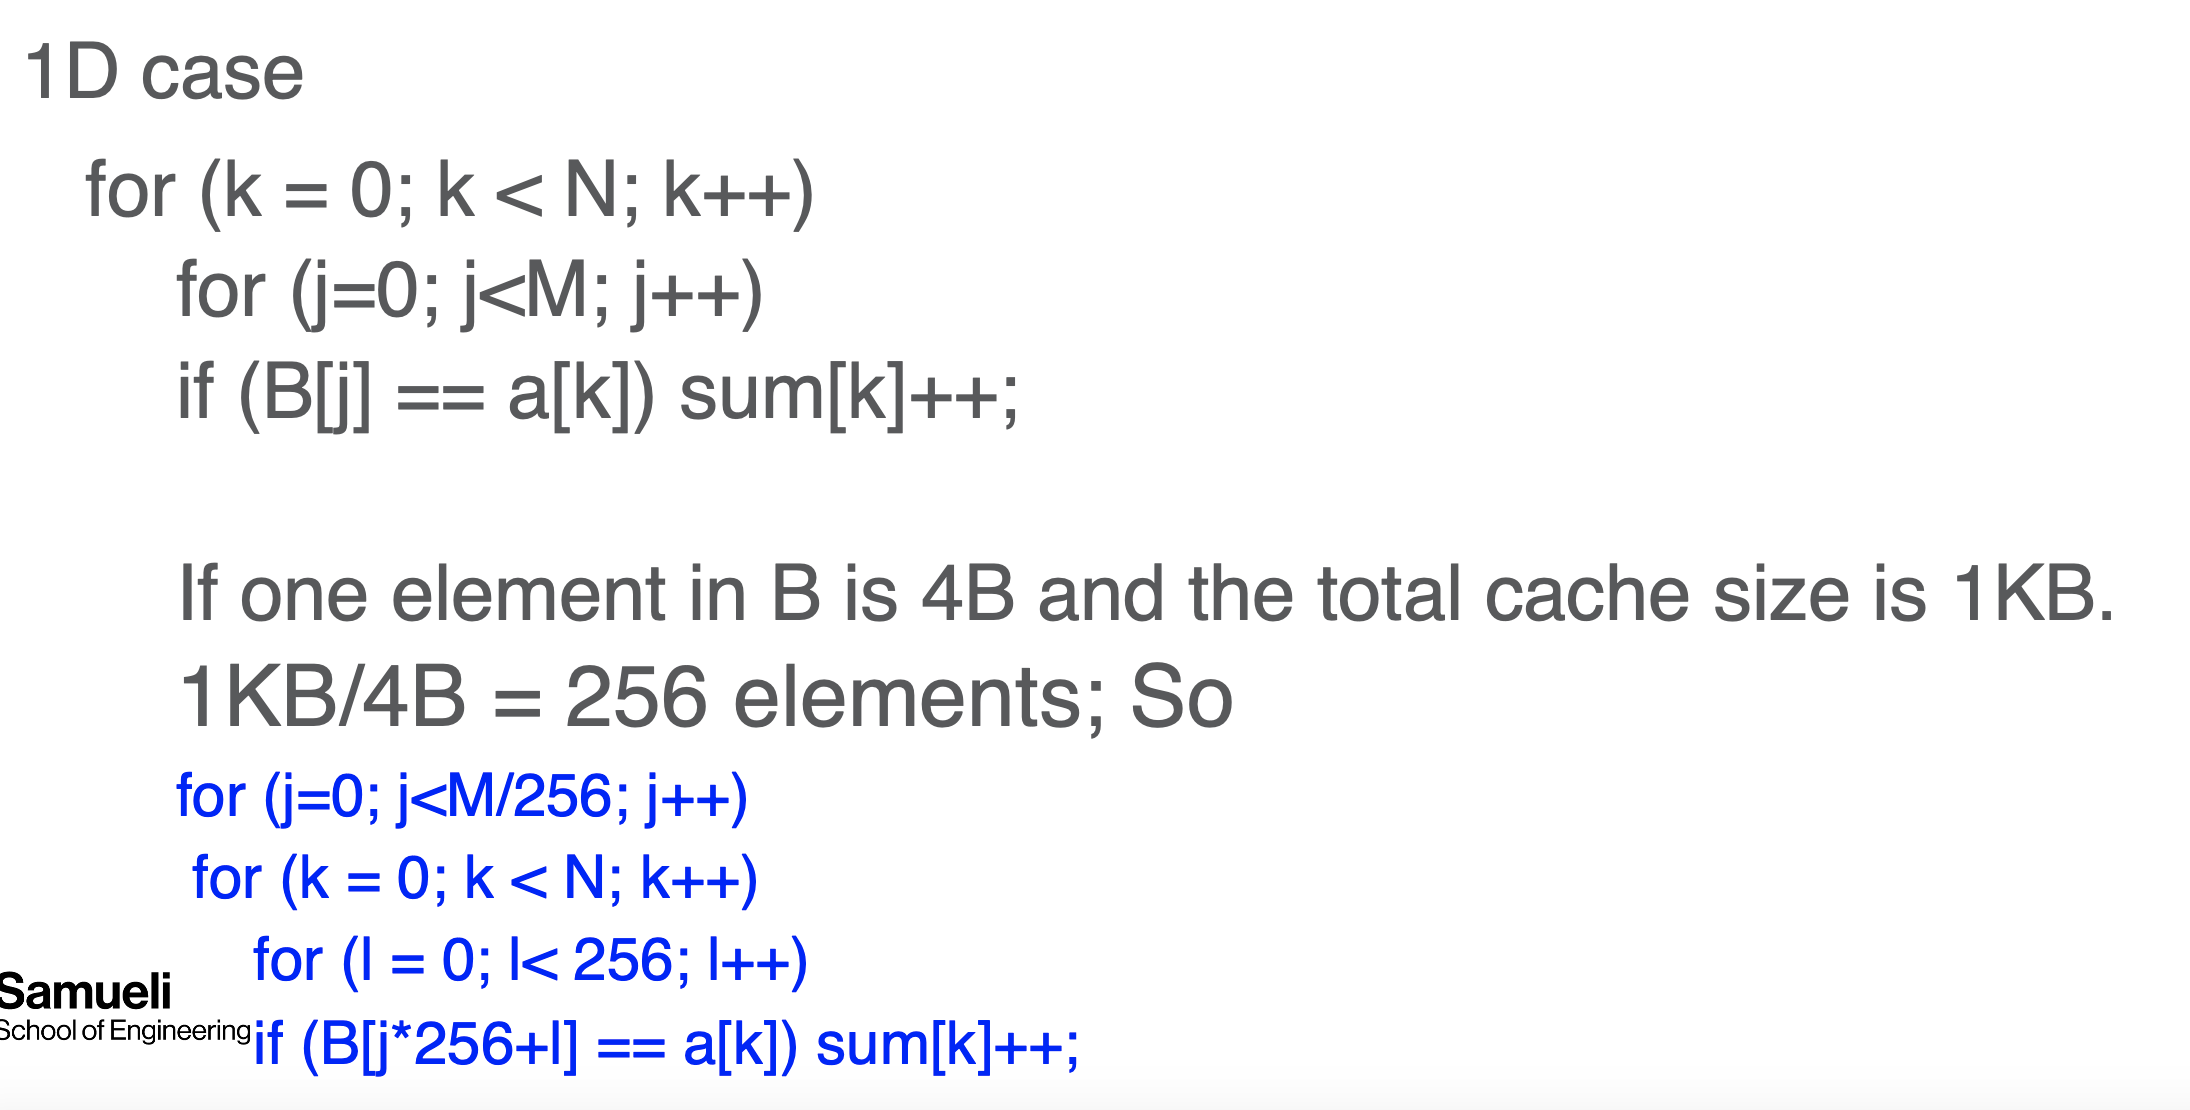 1D case
for (k = 0; k < N; k++)
for (j=0; j<M; j++)
if (B[j] == a[k]) sum[k]++;
If one element in B is 4B and the total cache size is 1KB.
1KB/4B = 256 elements; So
for (j=0; j<M/256; j++)
for (k = 0; k < N; k++)
for (l = 0; l< 256; l++)
if (B[j*256+l] == a[k]) sum[k]++;
Samueli
School of Engineering